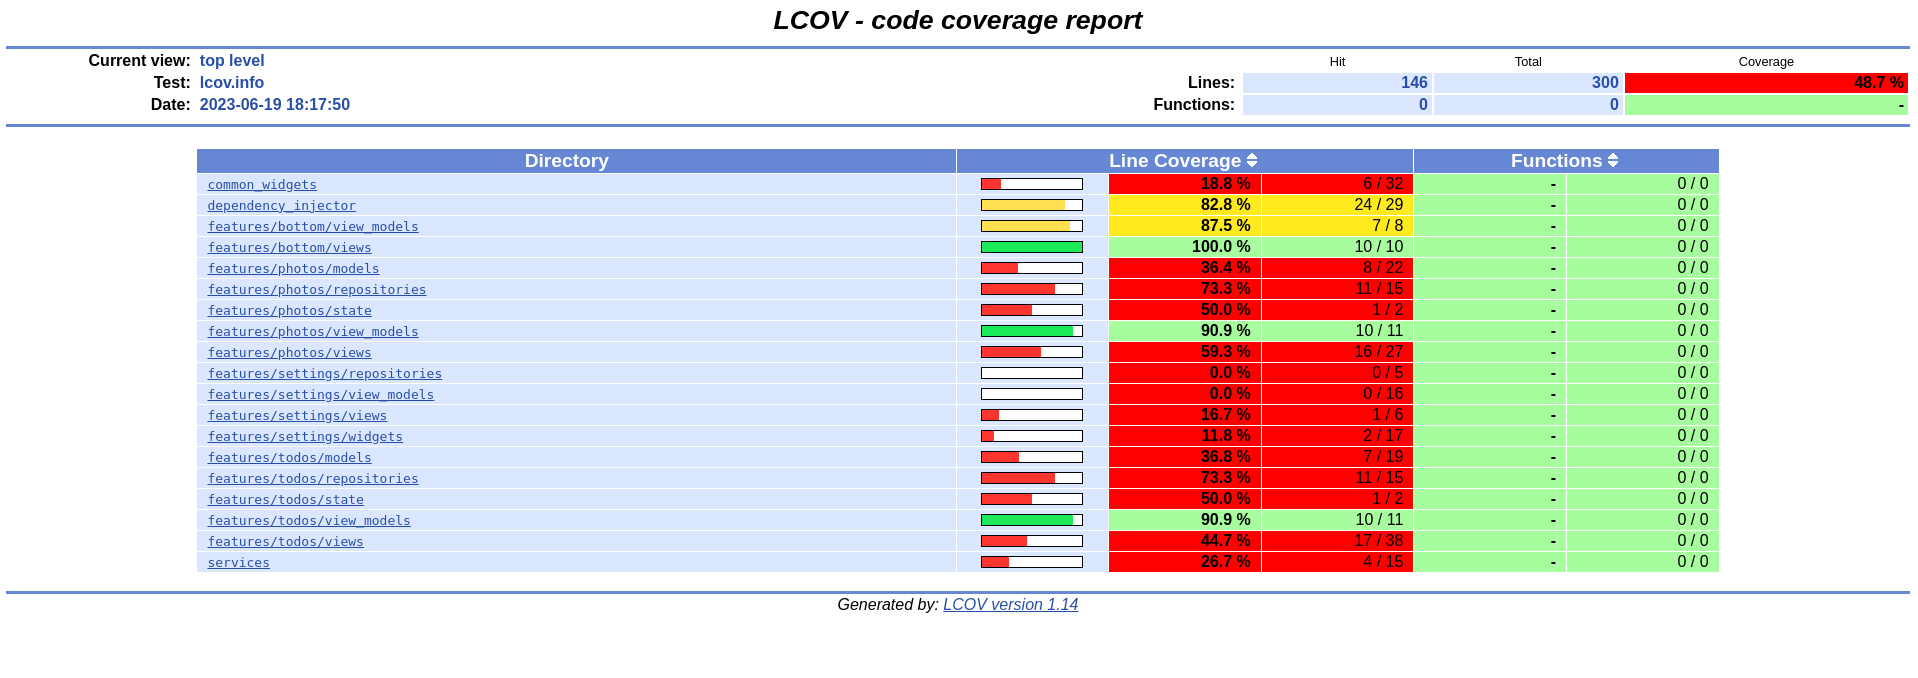 LCOV - code coverage report
Current view: top level Hit Total Coverage
Test: lcov.info Lines: 146 300 48.7 %
Date: 2023-06-19 18:17:50 Functions: 0 0 -
Directory Line Coverage Functions
common_widgets 18.8 % 6 / 32 - 0 / 0
dependency_injector 82.8 % 24 / 29 - 0 / 0
features/bottom/view_models 87.5 % 7 / 8 - 0 / 0
features/bottom/views 100.0 % 10 / 10 - 0 / 0
features/photos/models 36.4 % 8 / 22 - 0 / 0
features/photos/repositories 73.3 % 11 / 15 - 0 / 0
features/photos/state 50.0 % 1 / 2 - 0 / 0
features/photos/view_models 90.9 % 10 / 11 - 0 / 0
features/photos/views 59.3 % 16 / 27 - 0 / 0
features/settings/repositories 0.0 % 0 / 5 - 0 / 0
features/settings/view_models 0.0 % 0 / 16 - 0 / 0
features/settings/views 16.7 % 1 / 6 - 0 / 0
features/settings/widgets 11.8 % 2 / 17 - 0 / 0
features/todos/models 36.8 % 7 / 19 - 0 / 0
features/todos/repositories 73.3 % 11 / 15 - 0 / 0
features/todos/state 50.0 % 1 / 2 - 0 / 0
features/todos/view_models 90.9 % 10 / 11 - 0 / 0
features/todos/views 44.7 % 17 / 38 - 0 / 0
services 26.7 % 4 / 15 - 0 / 0
Generated by: LCOV version 1.14